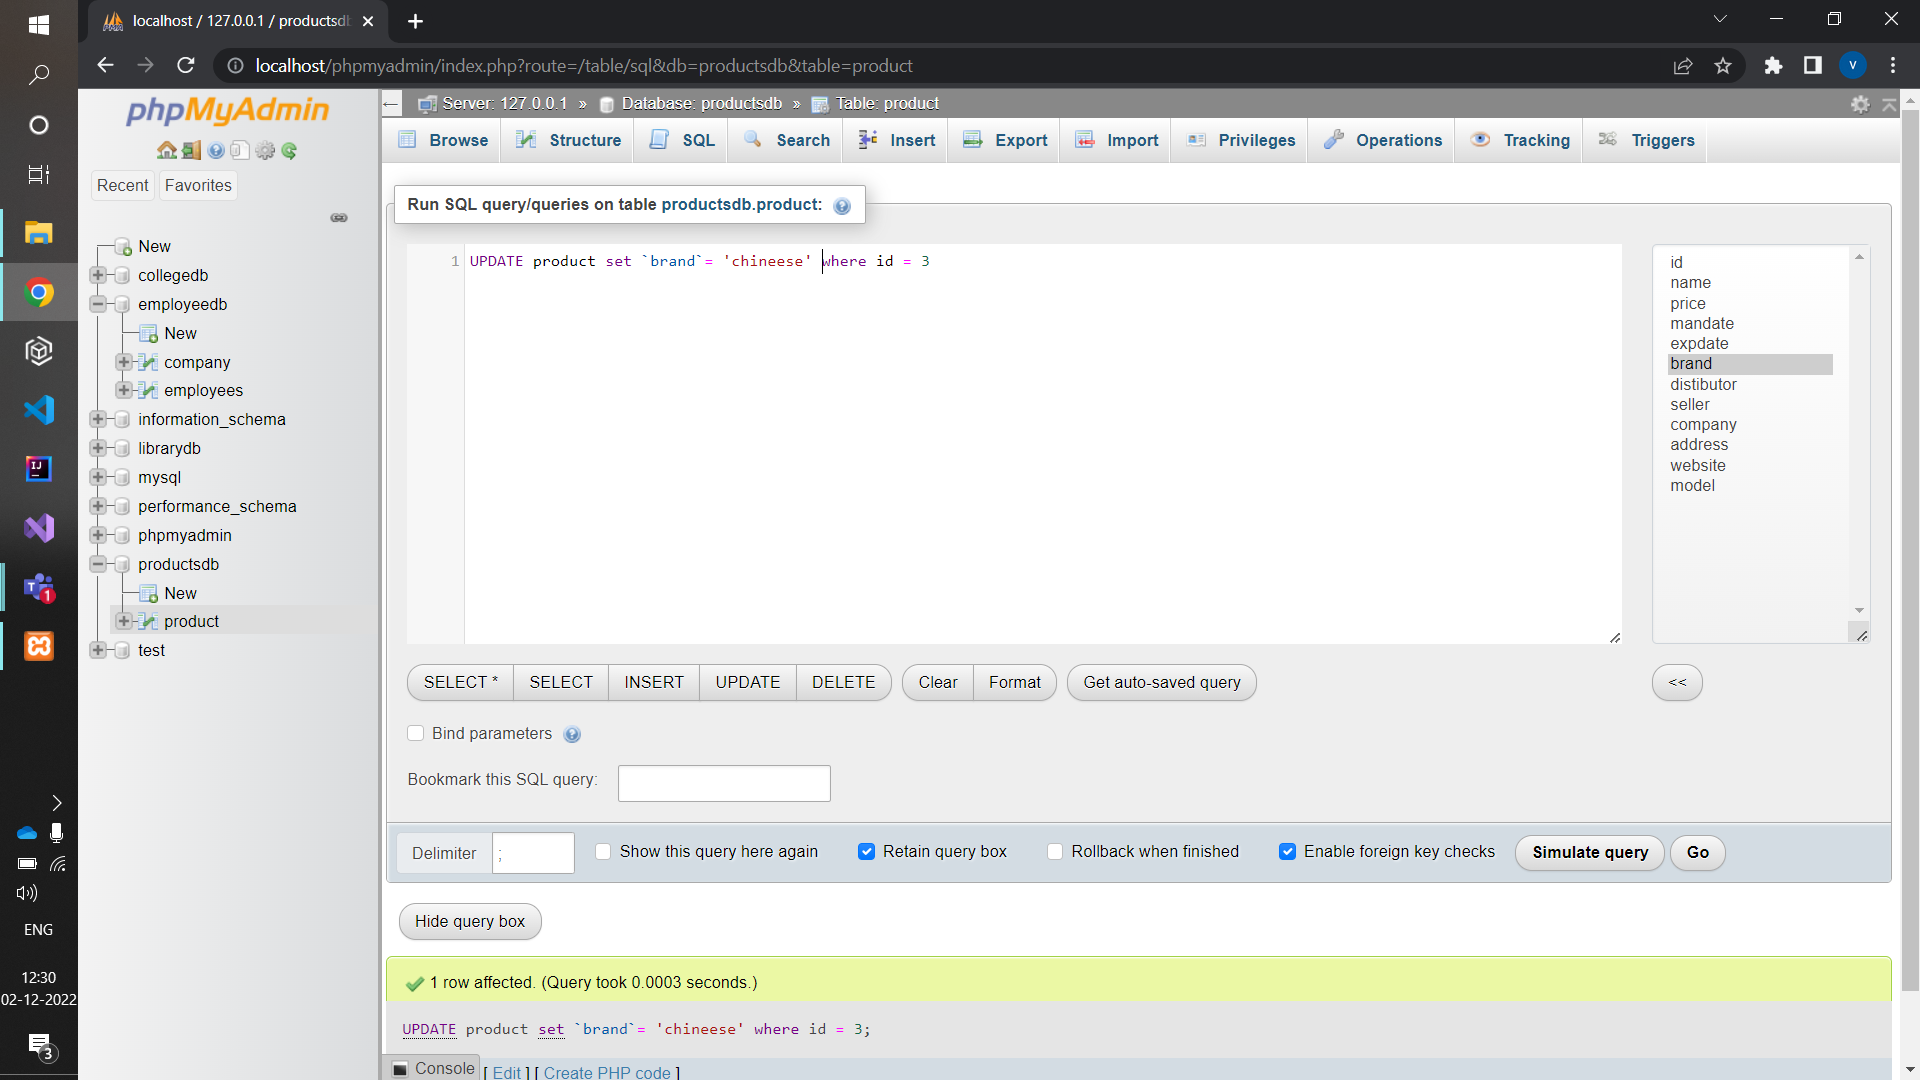 localhost / 127.0.0.1 / productsdb
localhost/phpmyadmin/index.php?route=/table/sql&db=productsdb&table=product
V
phpMyAdmin
Recent
Favorites
New
collegedb
employeedb
New
company
employees
information_schema
librarydb
mysql
performance_schema
phpmyadmin
productsdb
New
product
test
Server: 127.0.0.1 » Database: productsdb » Table: product
Browse
Structure
SQL
Search
Insert
Export
Import
Privileges
Operations
Tracking
Triggers
Run SQL query/queries on table productsdb.product:
1 UPDATE product set `brand`= 'chineese' where id = 3
id
name
price
mandate
expdate
brand
distibutor
seller
company
address
website
model
SELECT *
SELECT
INSERT
UPDATE
DELETE
Clear
Format
Get auto-saved query
<<
Bind parameters
Bookmark this SQL query:
Delimiter
;
Show this query here again
Retain query box
Rollback when finished
Enable foreign key checks
Simulate query
Go
Hide query box
1 row affected. (Query took 0.0003 seconds.)
UPDATE product set `brand`= 'chineese' where id = 3;
Console
[ Edit ] [ Create PHP code ]
IJ
T
1
ENG
12:30
02-12-2022
3